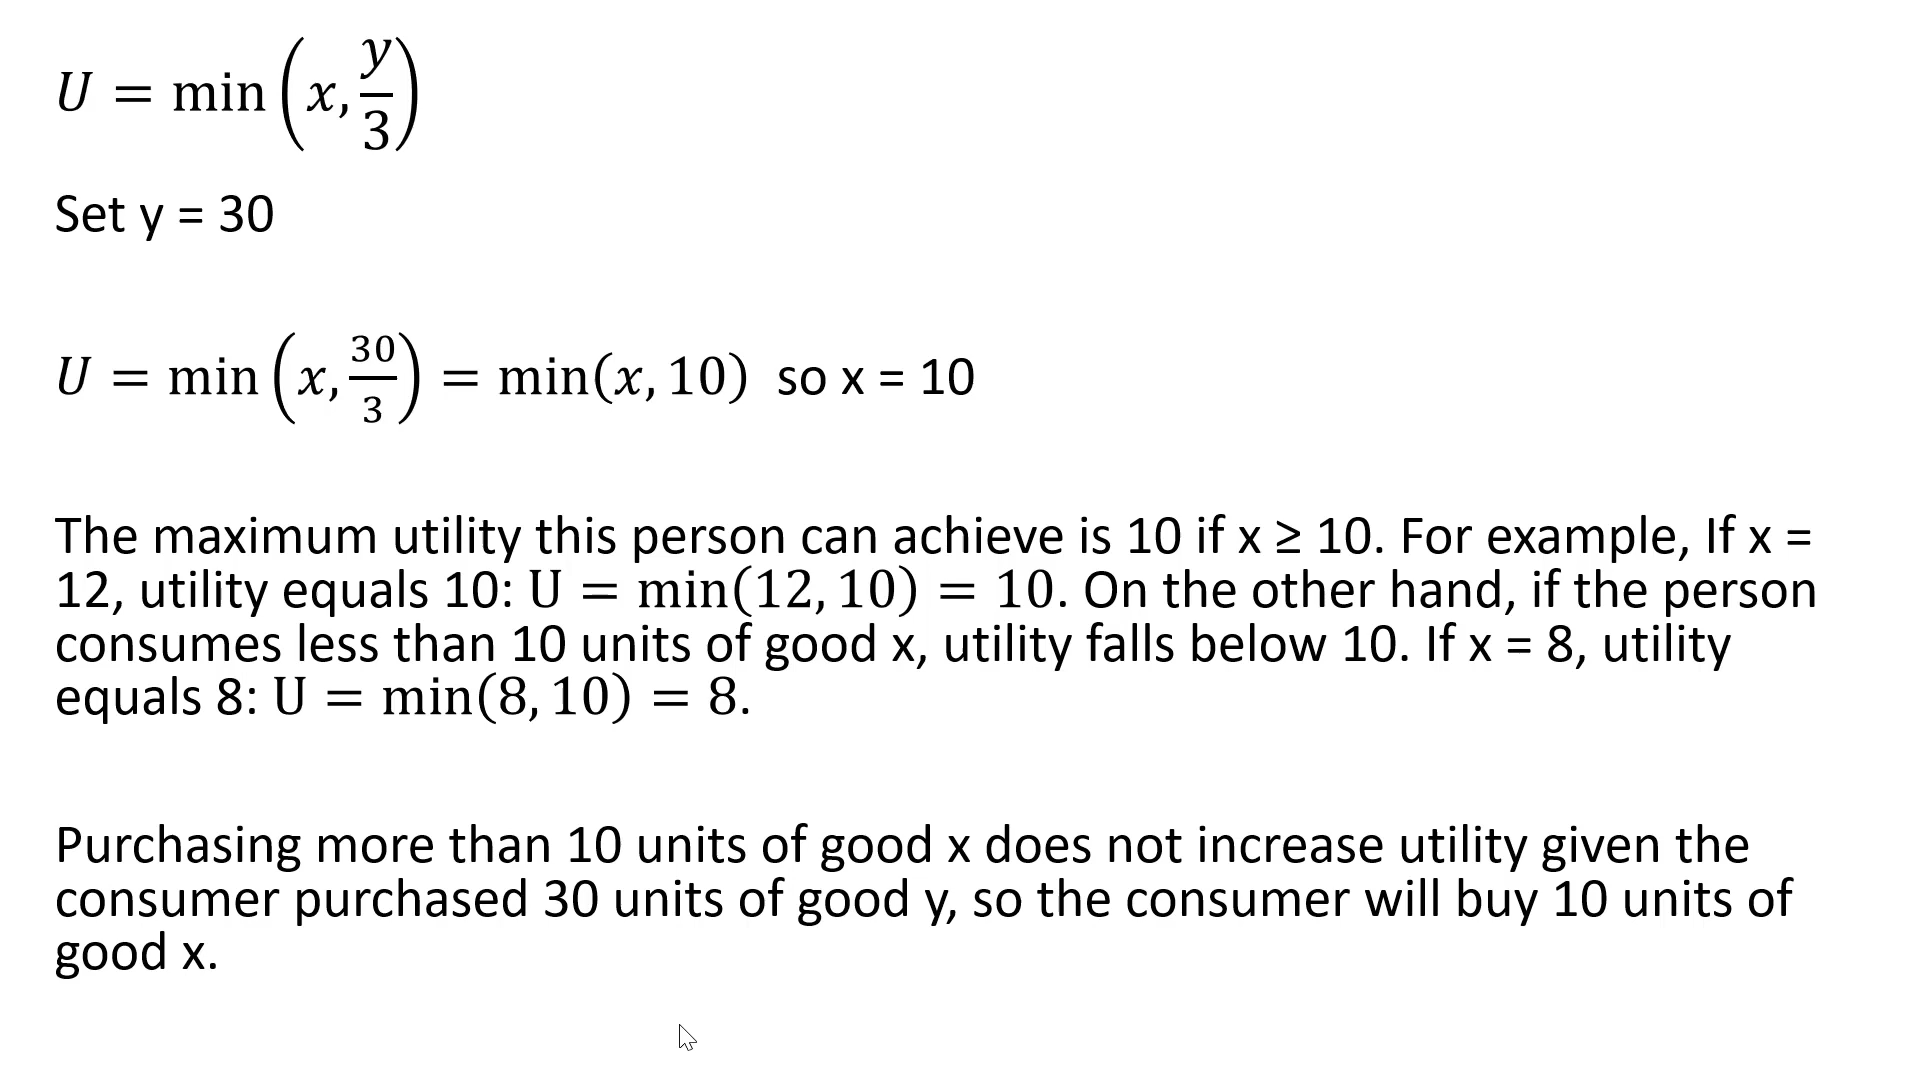 U = min(x, y/3)
Set y = 30
U = min(x, 30/3) = min(x, 10) so x = 10
The maximum utility this person can achieve is 10 if x ≥ 10. For example, If x =
12, utility equals 10: U = min(12, 10) = 10. On the other hand, if the person
consumes less than 10 units of good x, utility falls below 10. If x = 8, utility
equals 8: U = min(8, 10) = 8.
Purchasing more than 10 units of good x does not increase utility given the
consumer purchased 30 units of good y, so the consumer will buy 10 units of
good x.